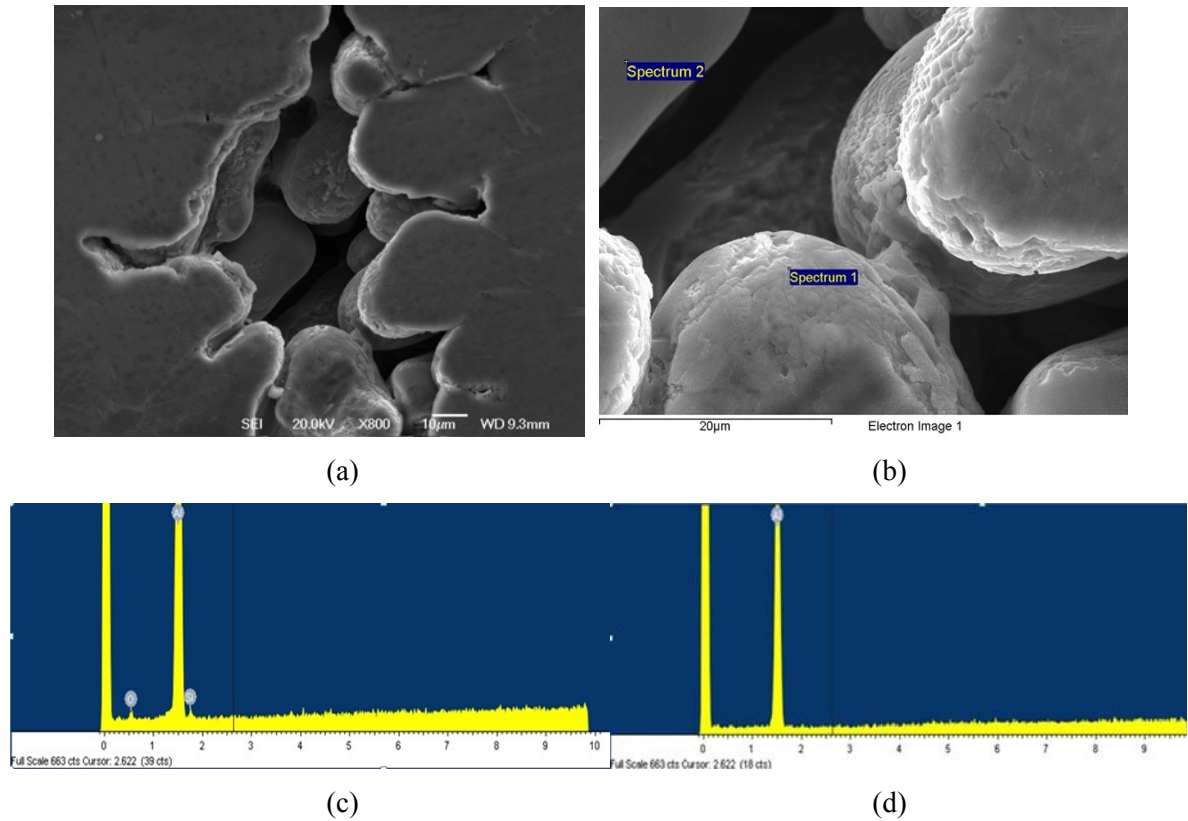 SEI 20.0kV X800 10µm WD 9.3mm
Spectrum 2
Spectrum 1
20µm Electron Image 1
(a) (b)
Al
O Si
0 1 2 3 4 5 6 7 8 9 10
Full Scale 663 cts Cursor: 2.622 (39 cts)
Al
0 1 2 3 4 5 6 7 8 9
Full Scale 663 cts Cursor: 2.622 (18 cts)
(c) (d)